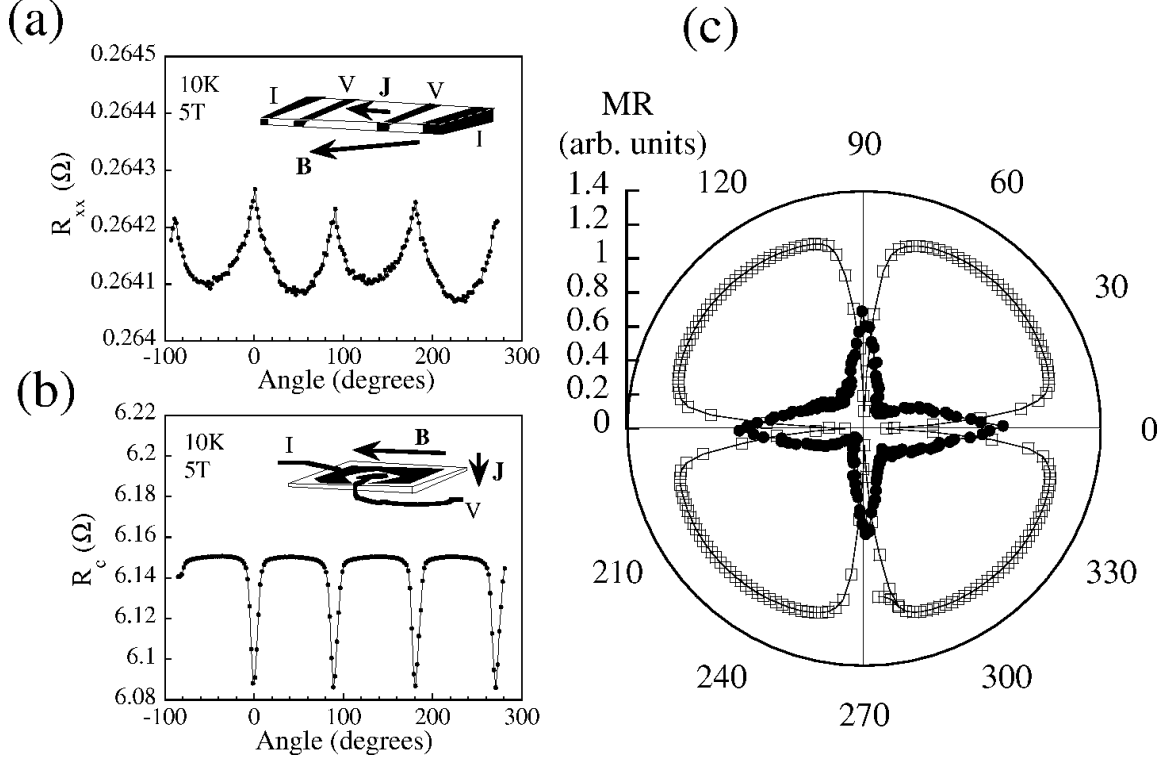 (a)
0.2645
0.2644
0.2643
0.2642
0.2641
0.264
R_xx (Ω)
10K
5T
I
V
J
V
I
B
-100 0 100 200 300
Angle (degrees)
(b)
6.22
6.2
6.18
6.16
6.14
6.12
6.1
6.08
R_c (Ω)
10K
5T
I
B
J
V
-100 0 100 200 300
Angle (degrees)
(c)
MR
(arb. units)
1.4
1.2
1
0.8
0.6
0.4
0.2
0
90
120
60
30
0
210
330
240
300
270